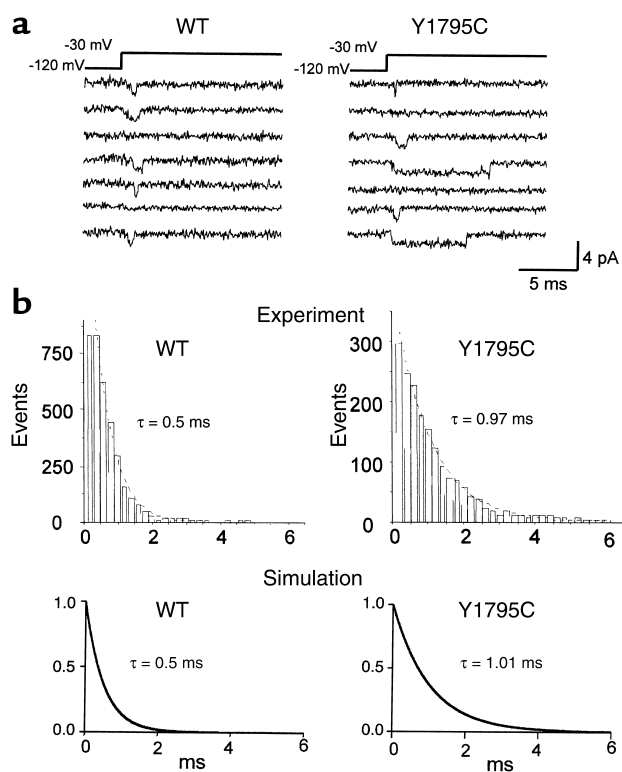 a
WT
Y1795C
-30 mV
-30 mV
-120 mV
-120 mV
4 pA
5 ms
b
Experiment
WT
Y1795C
Events
750
500
250
0
τ = 0.5 ms
0 2 4 6
Events
300
200
100
0
τ = 0.97 ms
0 2 4 6
Simulation
WT
Y1795C
1.0
0.5
0.0
τ = 0.5 ms
0 2 4 6
ms
1.0
0.5
0.0
τ = 1.01 ms
0 2 4 6
ms